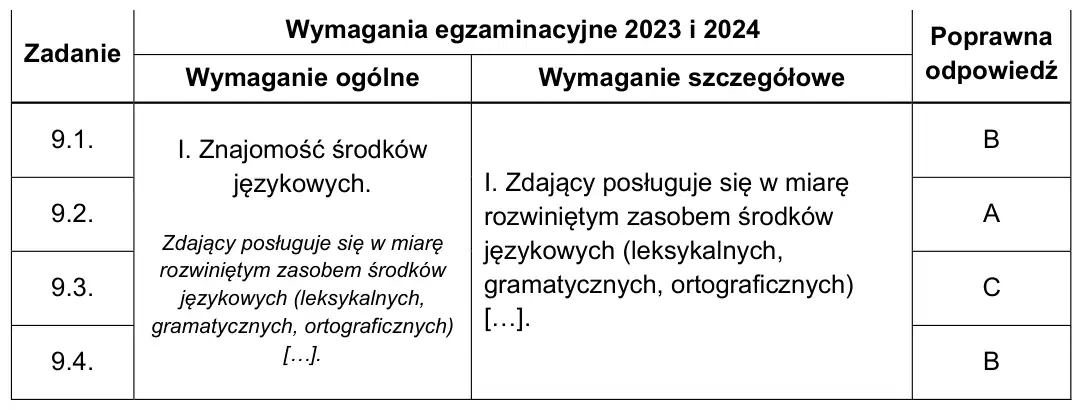 Zadanie
Wymagania egzaminacyjne 2023 i 2024
Poprawna
odpowiedź
Wymaganie ogólne
Wymaganie szczegółowe
9.1.
I. Znajomość środków
językowych.
Zdający posługuje się w miarę
rozwiniętym zasobem środków
językowych (leksykalnych,
gramatycznych, ortograficznych)
[…].
I. Zdający posługuje się w miarę
rozwiniętym zasobem środków
językowych (leksykalnych,
gramatycznych, ortograficznych)
[…].
B
9.2.
A
9.3.
C
9.4.
B